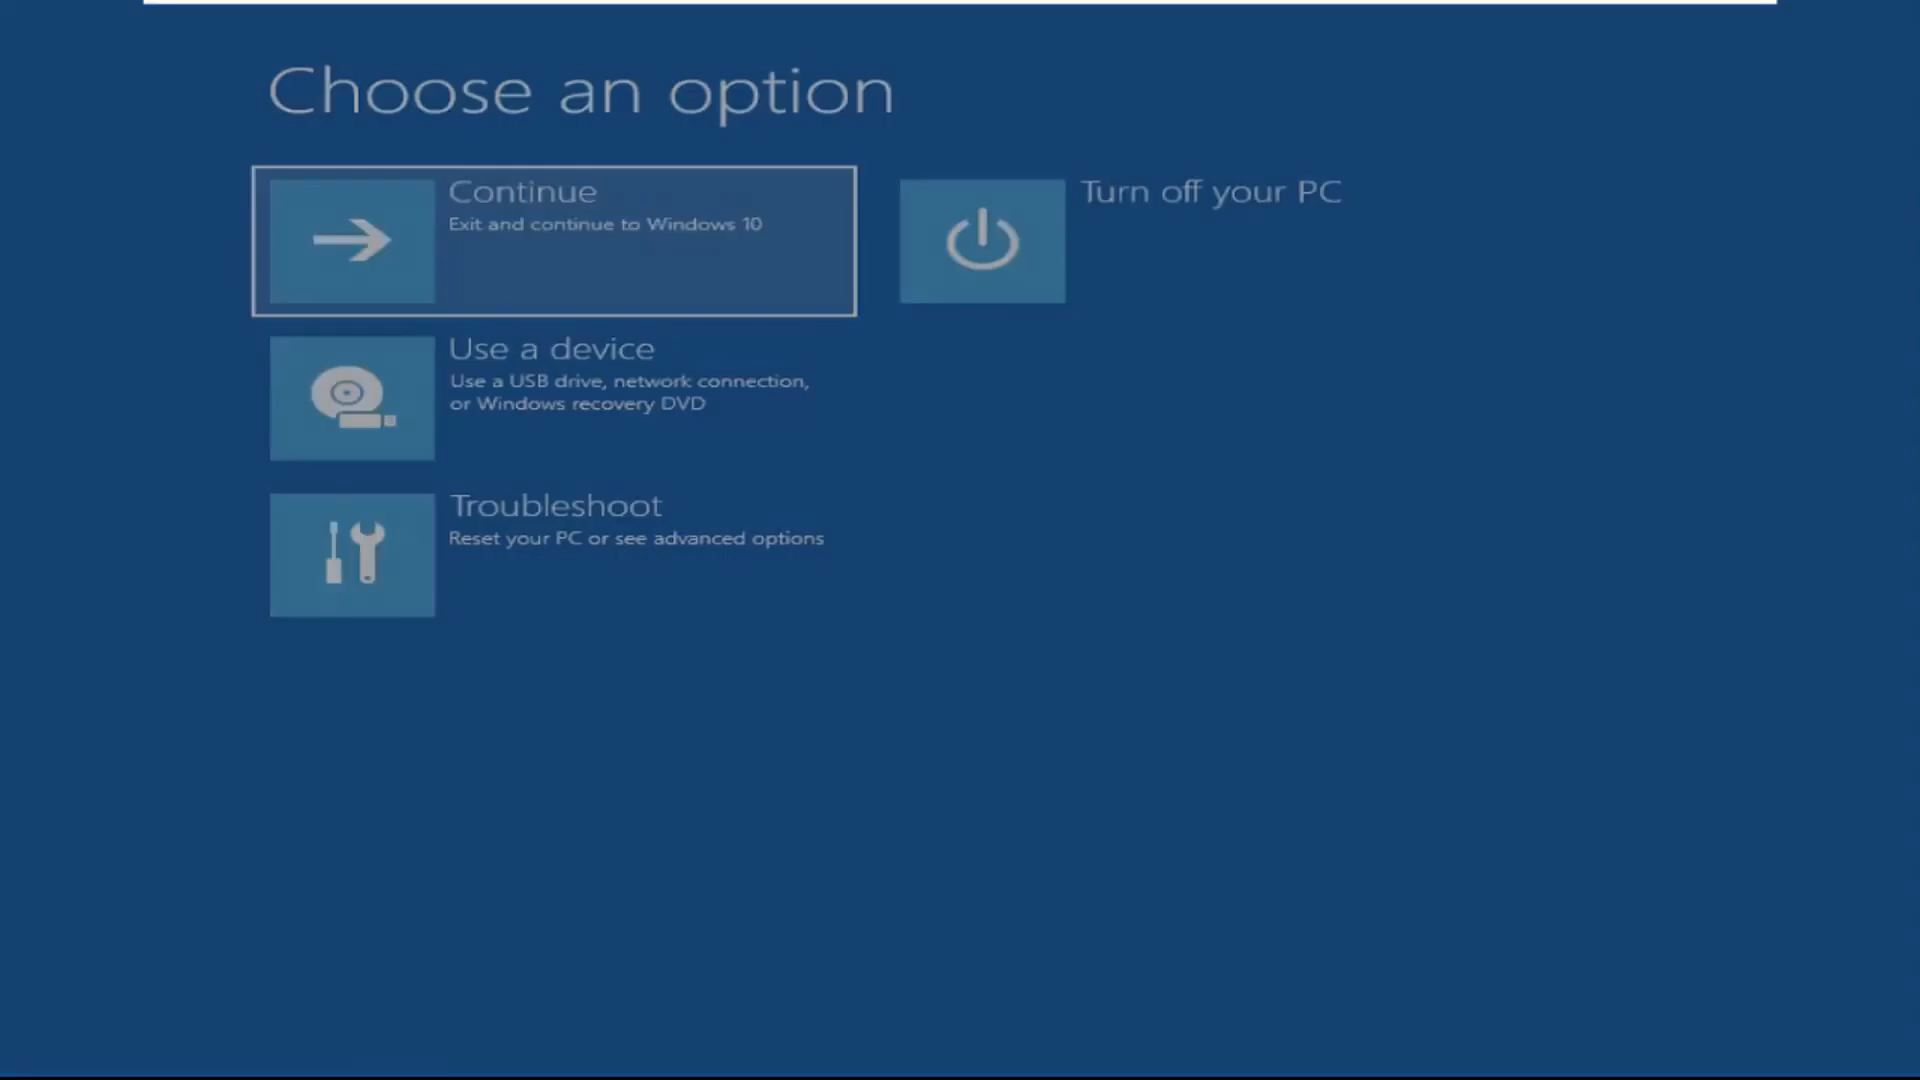 Choose an option
Continue
Exit and continue to Windows 10
Turn off your PC
Use a device
Use a USB drive, network connection,
or Windows recovery DVD
Troubleshoot
Reset your PC or see advanced options